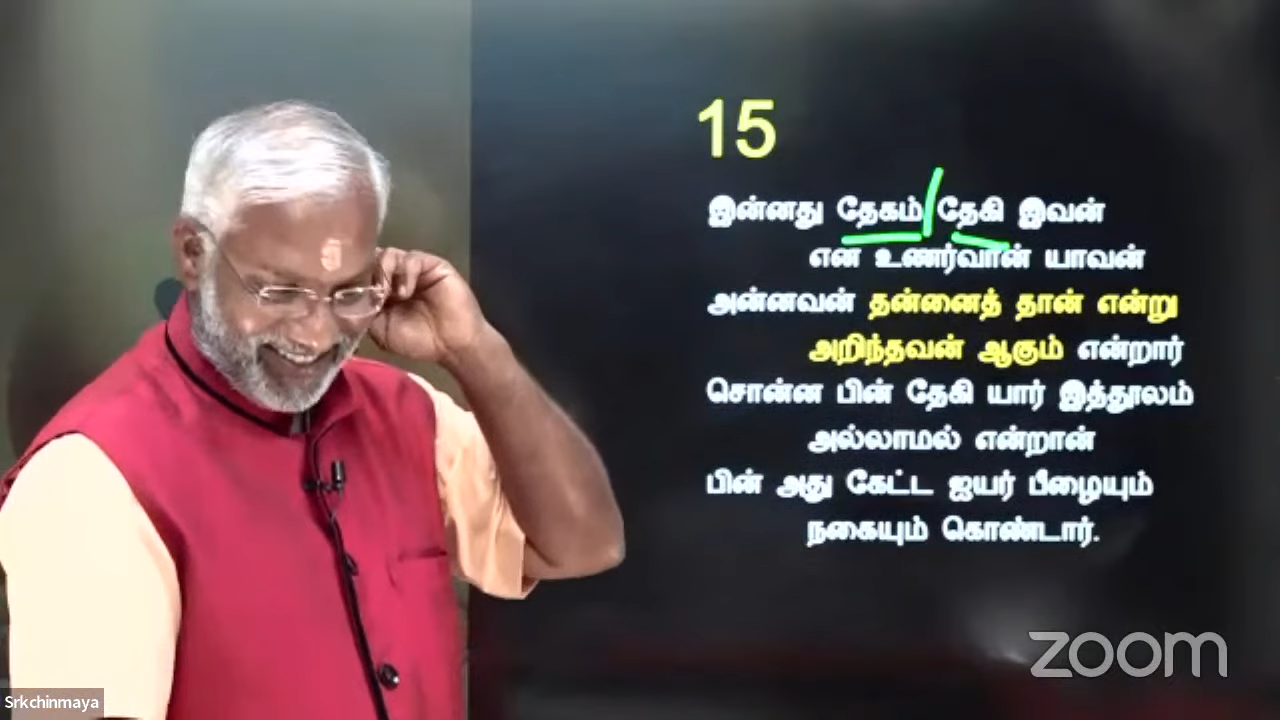 15
இன்னது தேகம் தேகி இவன்
என உணர்வான் யாவன்
அன்னவன் தன்னைத் தான் என்று
அறிந்தவன் ஆகும் என்றார்
சொன்ன பின் தேகி யார் இத்தூலம்
அல்லாமல் என்றான்
பின் அது கேட்ட ஐயர் பீழையும்
நகையும் கொண்டார்.
zoom
Srkchinmaya